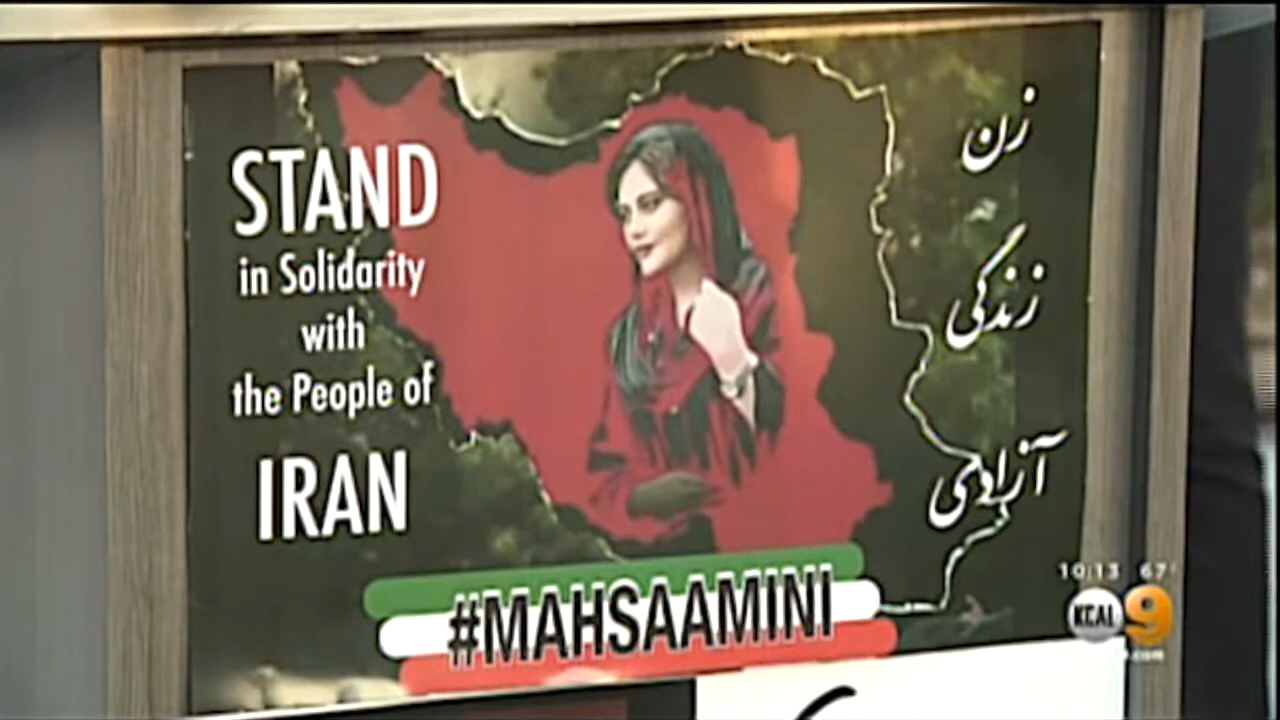 STAND
in Solidarity
with
the People of
IRAN
زن
زندگی
آزادی
#MAHSAAMINI
10:13 67°
KCAL 9